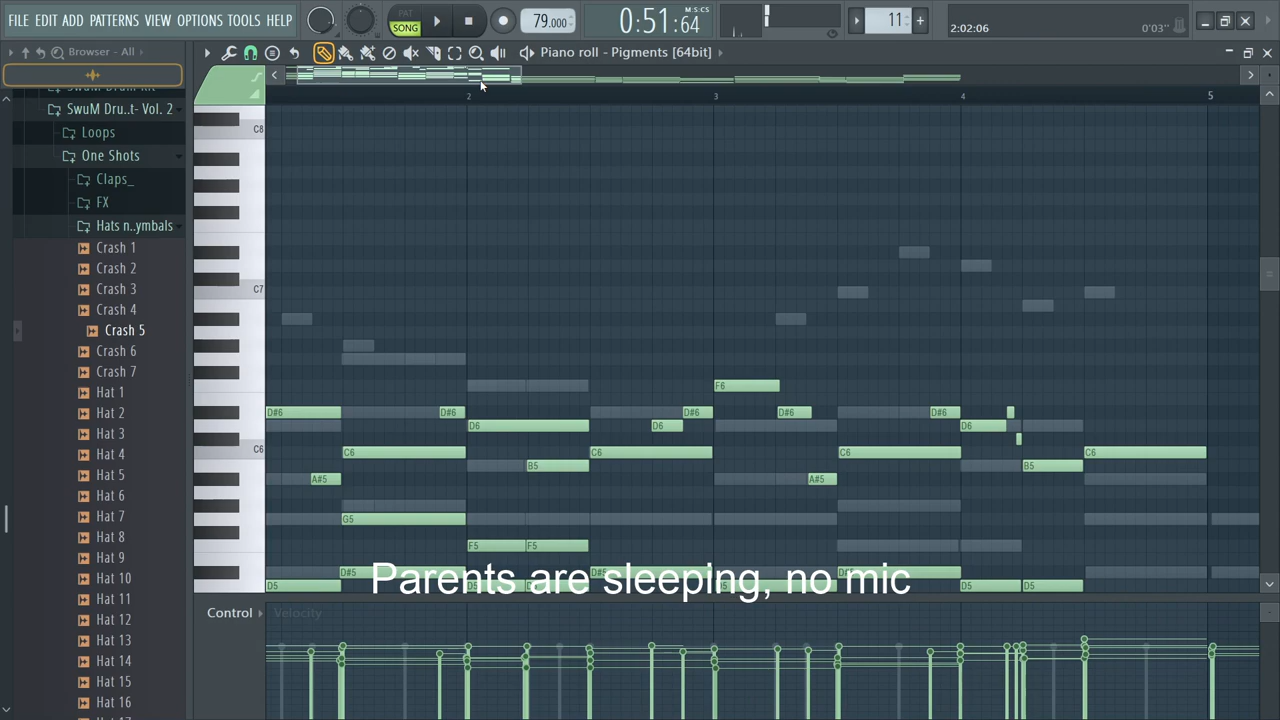 FILE EDIT ADD PATTERNS VIEW OPTIONS TOOLS HELP
PAT
SONG
79.000
0:51:64
M:S:CS
11
2:02:06
0'03''
Browser - All
Piano roll - Pigments [64bit]
SwuM Dru..t- Vol. 2
Loops
One Shots
Claps_
FX
Hats n..ymbals
Crash 1
Crash 2
Crash 3
Crash 4
Crash 5
Crash 6
Crash 7
Hat 1
Hat 2
Hat 3
Hat 4
Hat 5
Hat 6
Hat 7
Hat 8
Hat 9
Hat 10
Hat 11
Hat 12
Hat 13
Hat 14
Hat 15
Hat 16
2 3 4 5
C8
C7
F6
D#6 D#6 D#6 D#6 D#6
D6 D6 D6
C6 C6 C6 C6 C6
B5 B5
A#5 A#5
G5
F5 F5
Parents are sleeping, no mic
D5 D5 D5
Control
Velocity